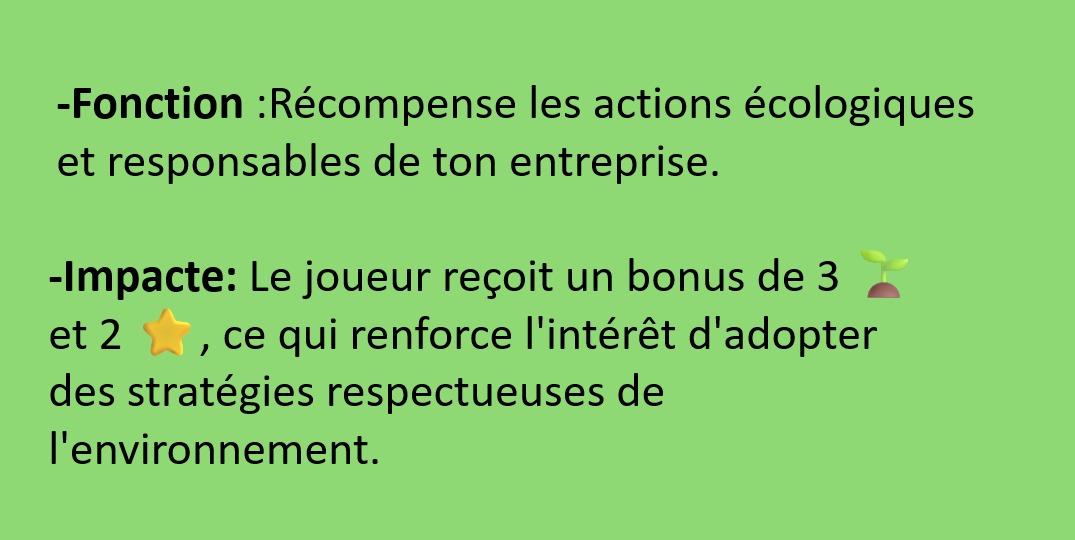 -Fonction :Récompense les actions écologiques
et responsables de ton entreprise.
-Impacte: Le joueur reçoit un bonus de 3 🌱
et 2 ⭐ , ce qui renforce l'intérêt d'adopter
des stratégies respectueuses de
l'environnement.